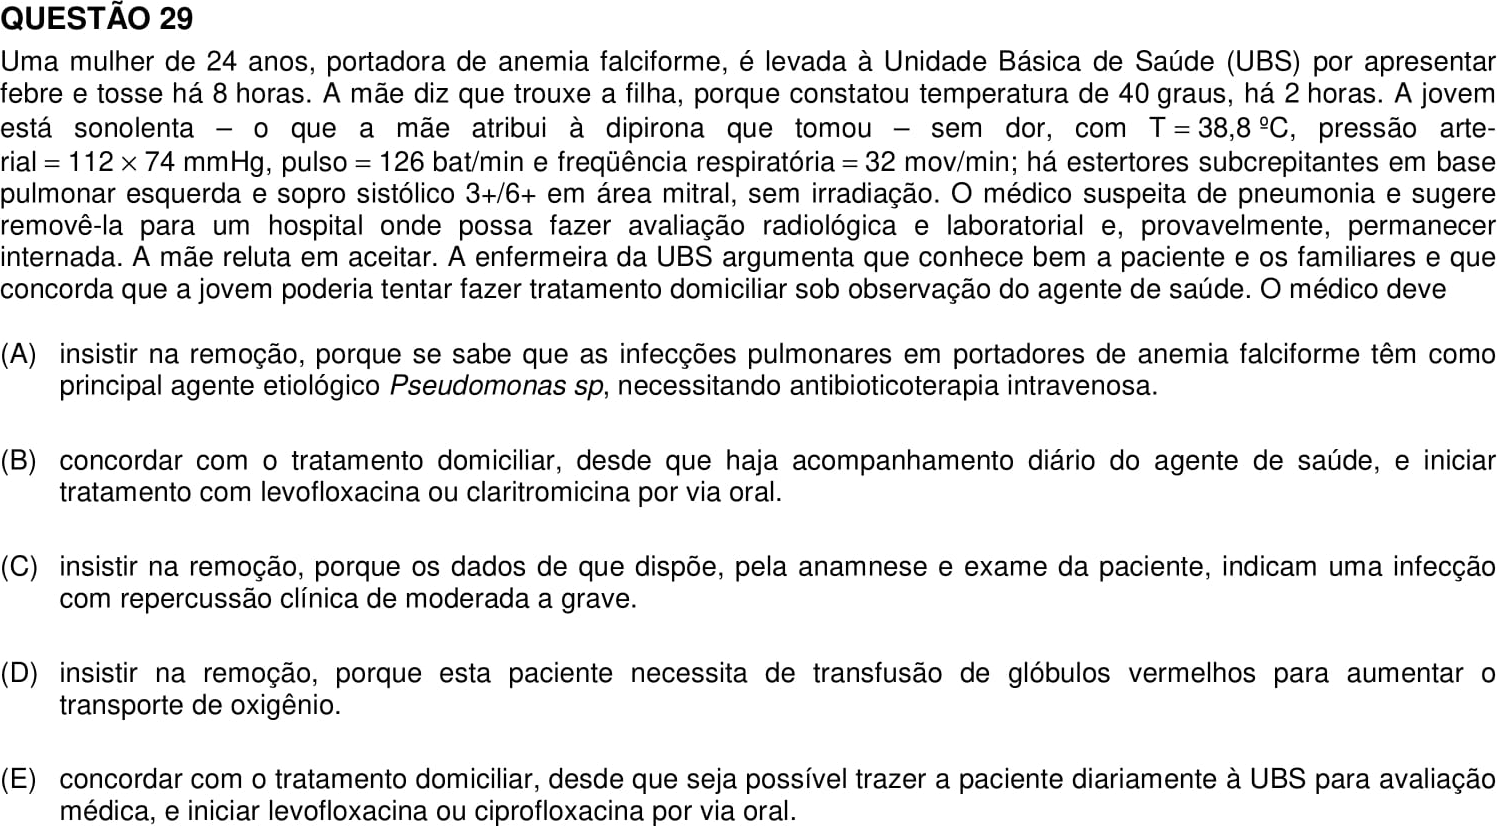 QUESTÃO 29
Uma mulher de 24 anos, portadora de anemia falciforme, é levada à Unidade Básica de Saúde (UBS) por apresentar
febre e tosse há 8 horas. A mãe diz que trouxe a filha, porque constatou temperatura de 40 graus, há 2 horas. A jovem
está sonolenta – o que a mãe atribui à dipirona que tomou – sem dor, com T = 38,8 ºC, pressão arte-
rial = 112 × 74 mmHg, pulso = 126 bat/min e freqüência respiratória = 32 mov/min; há estertores subcrepitantes em base
pulmonar esquerda e sopro sistólico 3+/6+ em área mitral, sem irradiação. O médico suspeita de pneumonia e sugere
removê-la para um hospital onde possa fazer avaliação radiológica e laboratorial e, provavelmente, permanecer
internada. A mãe reluta em aceitar. A enfermeira da UBS argumenta que conhece bem a paciente e os familiares e que
concorda que a jovem poderia tentar fazer tratamento domiciliar sob observação do agente de saúde. O médico deve
(A) insistir na remoção, porque se sabe que as infecções pulmonares em portadores de anemia falciforme têm como
principal agente etiológico Pseudomonas sp, necessitando antibioticoterapia intravenosa.
(B) concordar com o tratamento domiciliar, desde que haja acompanhamento diário do agente de saúde, e iniciar
tratamento com levofloxacina ou claritromicina por via oral.
(C) insistir na remoção, porque os dados de que dispõe, pela anamnese e exame da paciente, indicam uma infecção
com repercussão clínica de moderada a grave.
(D) insistir na remoção, porque esta paciente necessita de transfusão de glóbulos vermelhos para aumentar o
transporte de oxigênio.
(E) concordar com o tratamento domiciliar, desde que seja possível trazer a paciente diariamente à UBS para avaliação
médica, e iniciar levofloxacina ou ciprofloxacina por via oral.